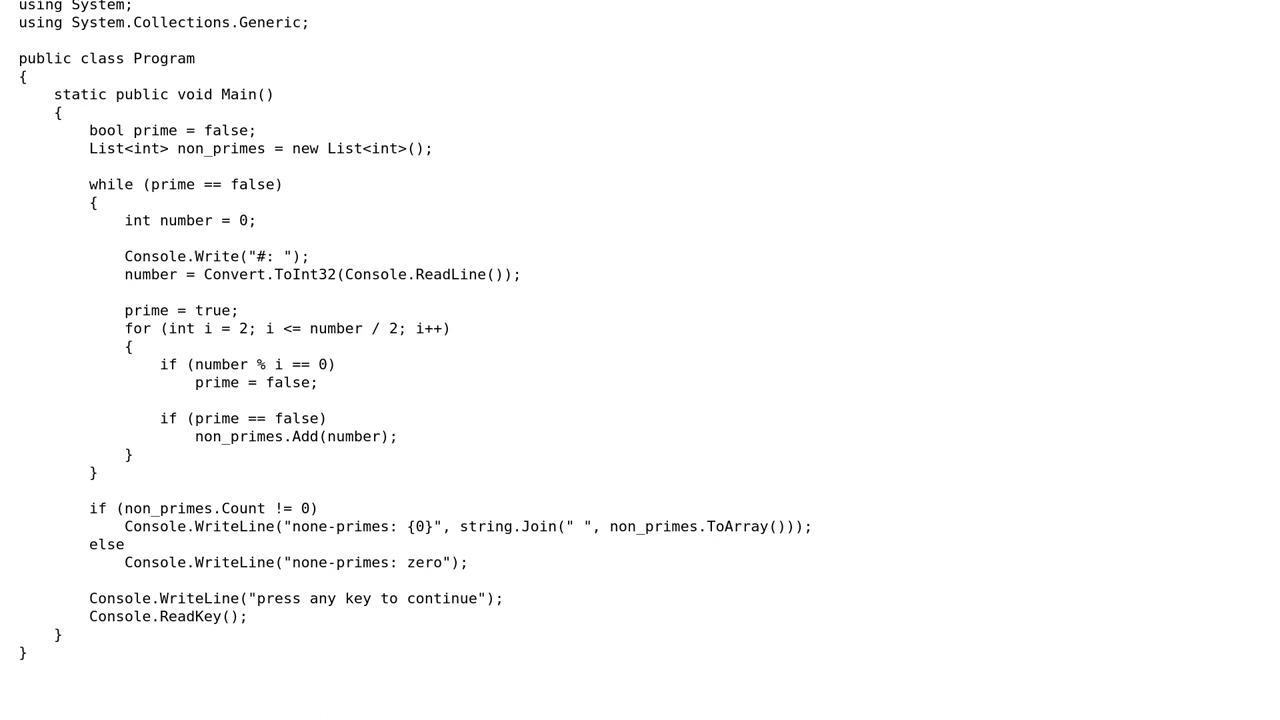 using System;
using System.Collections.Generic;

public class Program
{
    static public void Main()
    {
        bool prime = false;
        List<int> non_primes = new List<int>();

        while (prime == false)
        {
            int number = 0;

            Console.Write("#: ");
            number = Convert.ToInt32(Console.ReadLine());

            prime = true;
            for (int i = 2; i <= number / 2; i++)
            {
                if (number % i == 0)
                    prime = false;

                if (prime == false)
                    non_primes.Add(number);
            }
        }

        if (non_primes.Count != 0)
            Console.WriteLine("none-primes: {0}", string.Join(" ", non_primes.ToArray()));
        else
            Console.WriteLine("none-primes: zero");

        Console.WriteLine("press any key to continue");
        Console.ReadKey();
    }
}